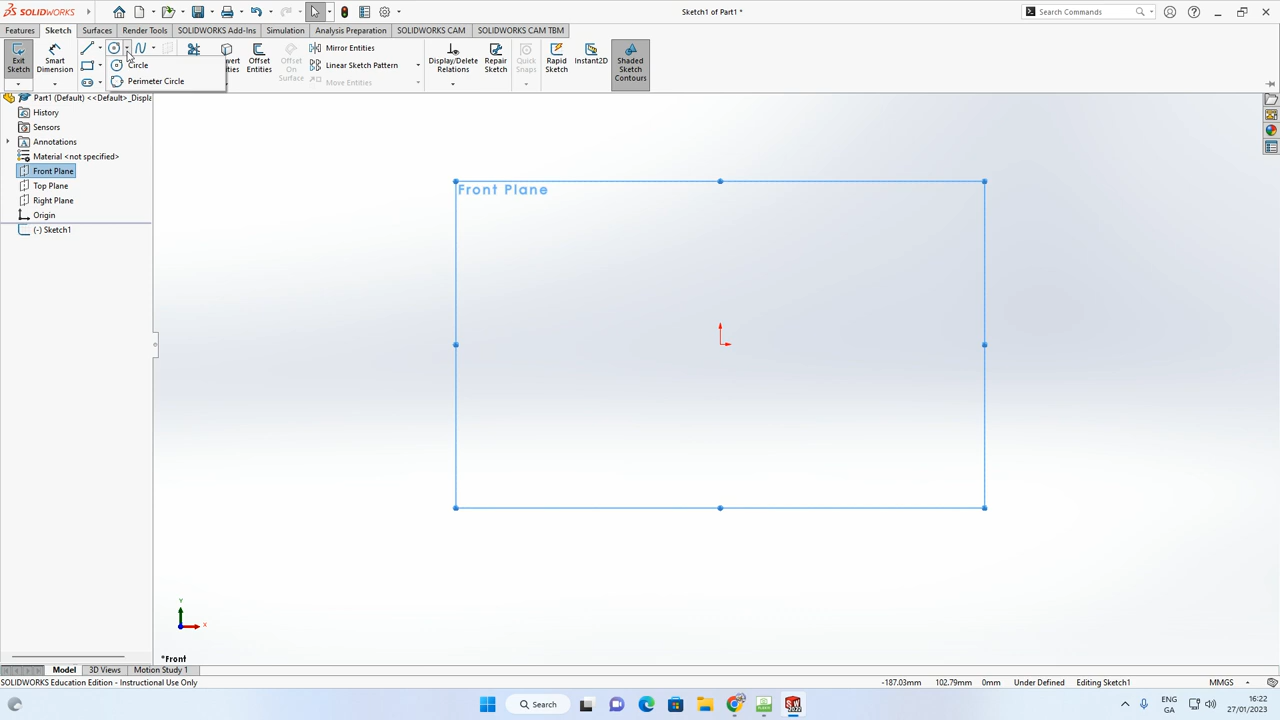 SOLIDWORKS
Sketch1 of Part1 *
Search Commands
Features Sketch Surfaces Render Tools SOLIDWORKS Add-Ins Simulation Analysis Preparation SOLIDWORKS CAM SOLIDWORKS CAM TBM
Exit Sketch
Smart Dimension
Circle
Perimeter Circle
Offset Entities
Offset On Surface
Mirror Entities
Linear Sketch Pattern
Move Entities
Display/Delete Relations
Repair Sketch
Quick Snaps
Rapid Sketch
Instant2D
Shaded Sketch Contours
Part1 (Default) <<Default>_Displa
History
Sensors
Annotations
Material <not specified>
Front Plane
Top Plane
Right Plane
Origin
(-) Sketch1
Front Plane
Y
X
*Front
Model 3D Views Motion Study 1
SOLIDWORKS Education Edition - Instructional Use Only
-187.03mm 102.79mm 0mm Under Defined Editing Sketch1 MMGS
Search
ENG
GA
16:22
27/01/2023